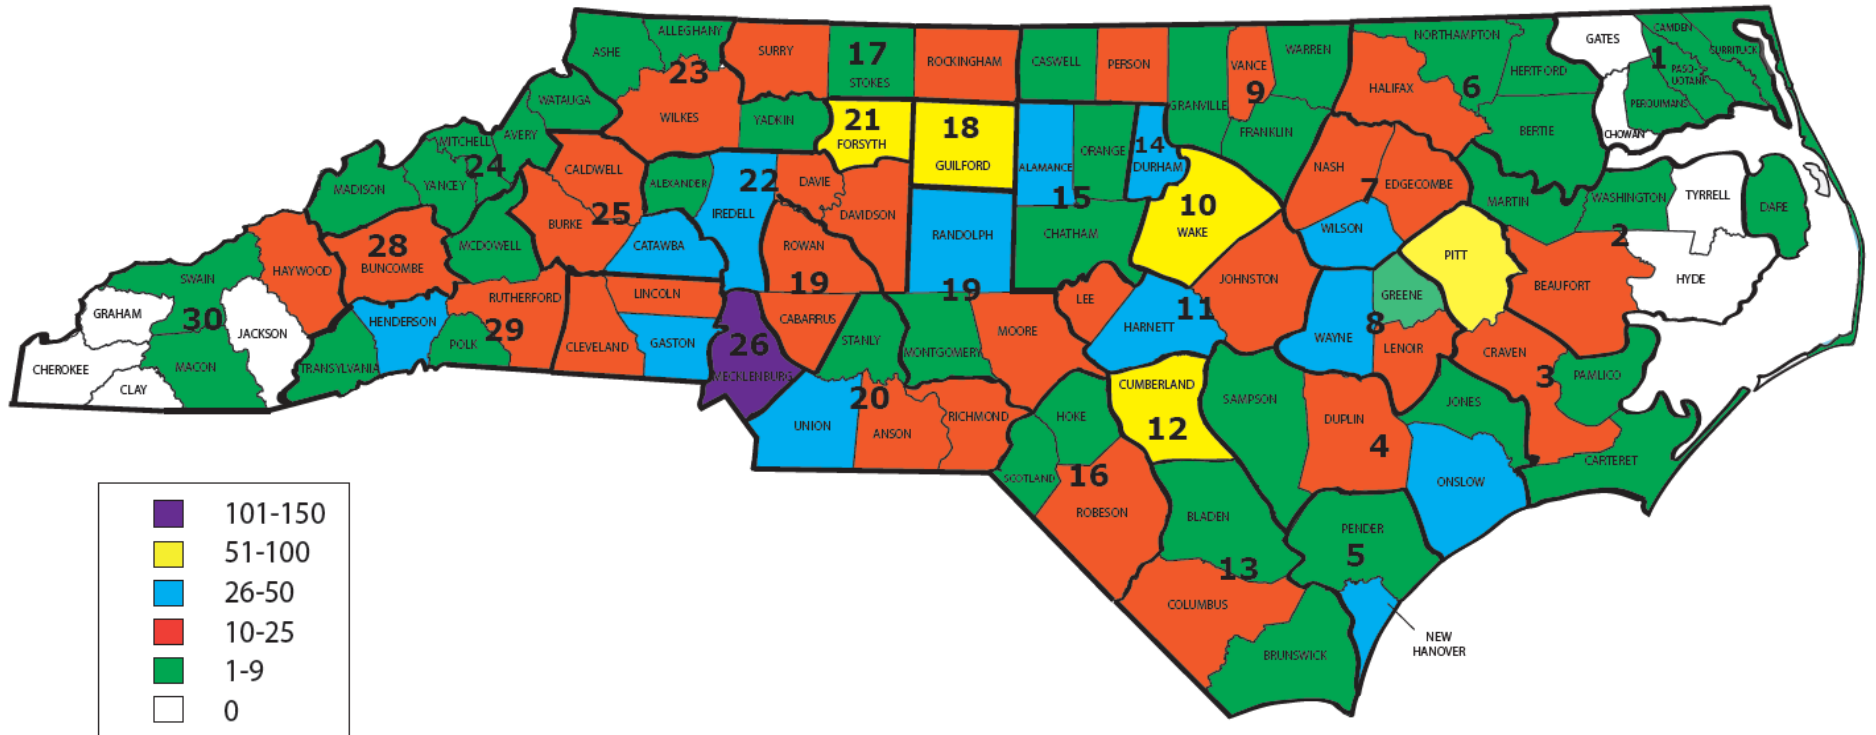 ALLEGHANY
ASHE
23
SURRY
17
STOKES
ROCKINGHAM
CASWELL
PERSON
GRANVILLE
VANCE
9
WARREN
FRANKLIN
NORTHAMPTON
HALIFAX
6
HERTFORD
BERTIE
GATES
CAMDEN
CURRITUCK
1
PASQ-
UOTANK
PERQUIMANS
CHOWAN
WATAUGA
WILKES
YADKIN
21
FORSYTH
18
GUILFORD
ALAMANCE
ORANGE
14
DURHAM
15
CHATHAM
10
WAKE
NASH
7
EDGECOMBE
MARTIN
WASHINGTON
TYRRELL
DARE
2
HYDE
MITCHELL
AVERY
24
YANCEY
MADISON
CALDWELL
ALEXANDER
22
IREDELL
DAVIE
DAVIDSON
ROWAN
19
RANDOLPH
19
BURKE
25
CATAWBA
MCDOWELL
28
BUNCOMBE
HAYWOOD
SWAIN
GRAHAM
30
JACKSON
CHEROKEE
CLAY
MACON
TRANSYLVANIA
HENDERSON
POLK
29
RUTHERFORD
CLEVELAND
LINCOLN
GASTON
26
MECKLENBURG
CABARRUS
STANLY
MONTGOMERY
MOORE
LEE
HARNETT
11
JOHNSTON
WILSON
WAYNE
GREENE
8
LENOIR
PITT
BEAUFORT
CRAVEN
3
PAMLICO
JONES
CARTERET
UNION
20
ANSON
RICHMOND
HOKE
SCOTLAND
16
ROBESON
CUMBERLAND
12
SAMPSON
DUPLIN
4
ONSLOW
BLADEN
13
COLUMBUS
BRUNSWICK
PENDER
5
NEW
HANOVER
101-150
51-100
26-50
10-25
1-9
0